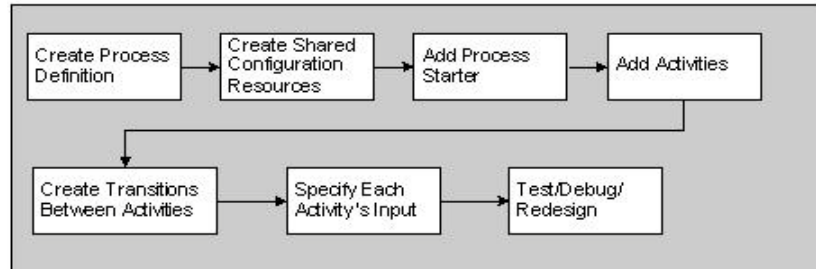 Create Process
Definition
Create Shared
Configuration
Resources
Add Process
Starter
Add Activities
Create Transitions
Between Activities
Specify Each
Activity's Input
Test/Debug/
Redesign